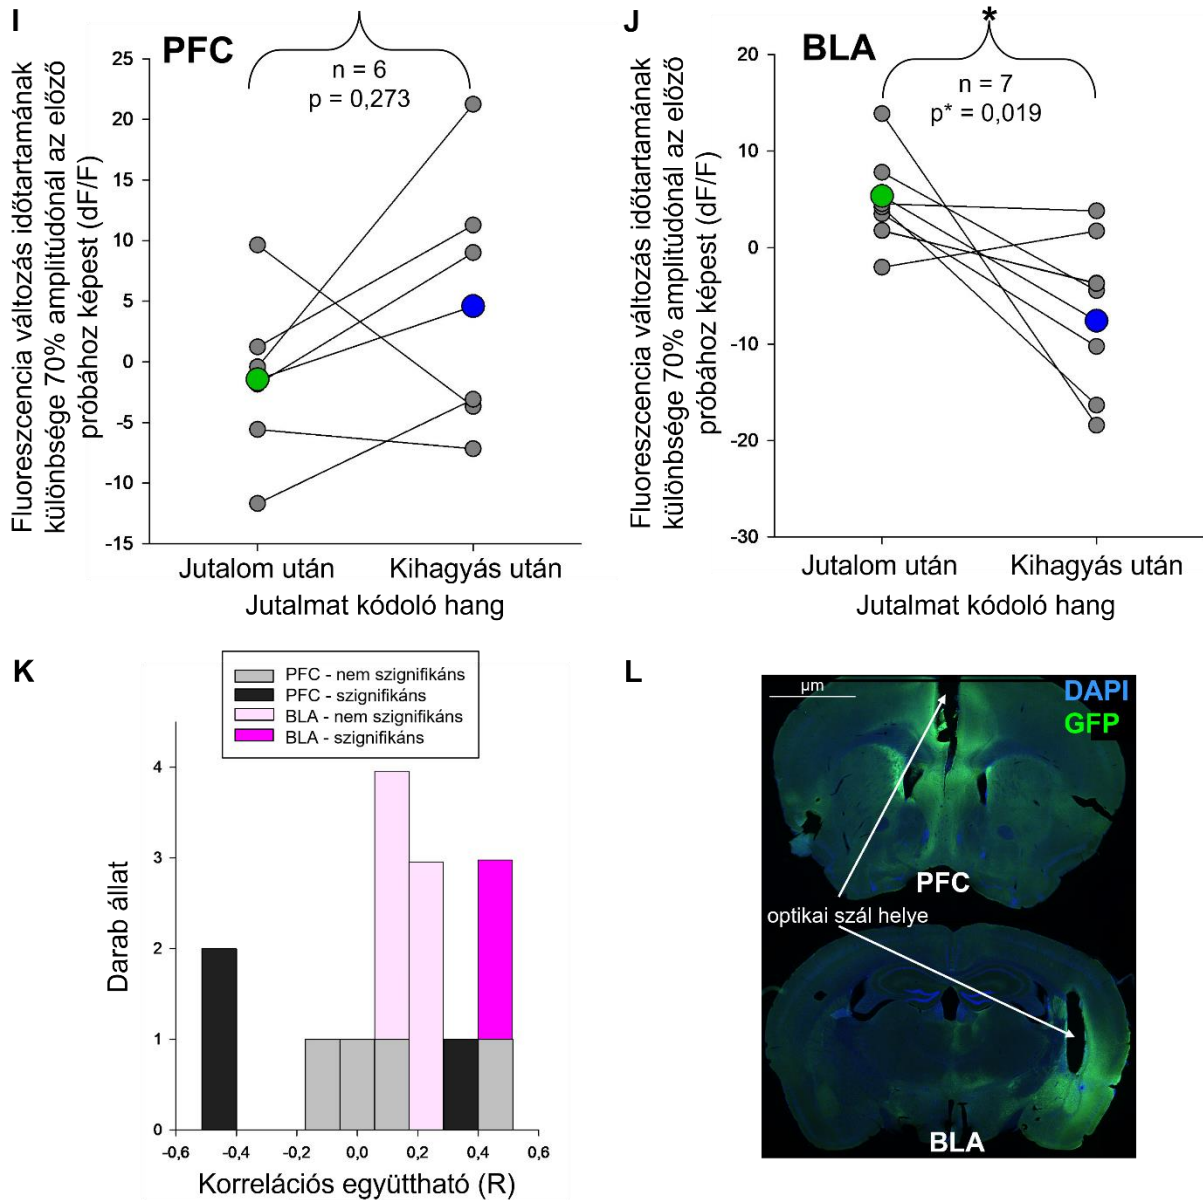 I
PFC
n = 6
p = 0,273
Fluoreszcencia változás időtartamának
különbsége 70% amplitúdónál az előző
próbához képest (dF/F)
25
20
15
10
5
0
-5
-10
-15
Jutalom után
Kihagyás után
Jutalmat kódoló hang
J
BLA
*
n = 7
p* = 0,019
Fluoreszcencia változás időtartamának
különbsége 70% amplitúdónál az előző
próbához képest (dF/F)
20
10
0
-10
-20
-30
Jutalom után
Kihagyás után
Jutalmat kódoló hang
K
PFC - nem szignifikáns
PFC - szignifikáns
BLA - nem szignifikáns
BLA - szignifikáns
Darab állat
4
3
2
1
0
-0,6
-0,4
-0,2
0,0
0,2
0,4
0,6
Korrelációs együttható (R)
L
µm
DAPI
GFP
PFC
optikai szál helye
BLA